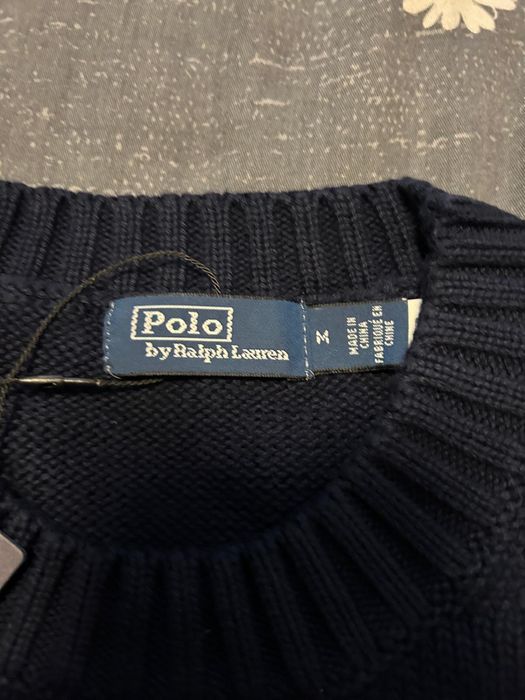 Polo
by Ralph Lauren
M
MADE IN
CHINA
FABRIQUÉ EN
CHINE